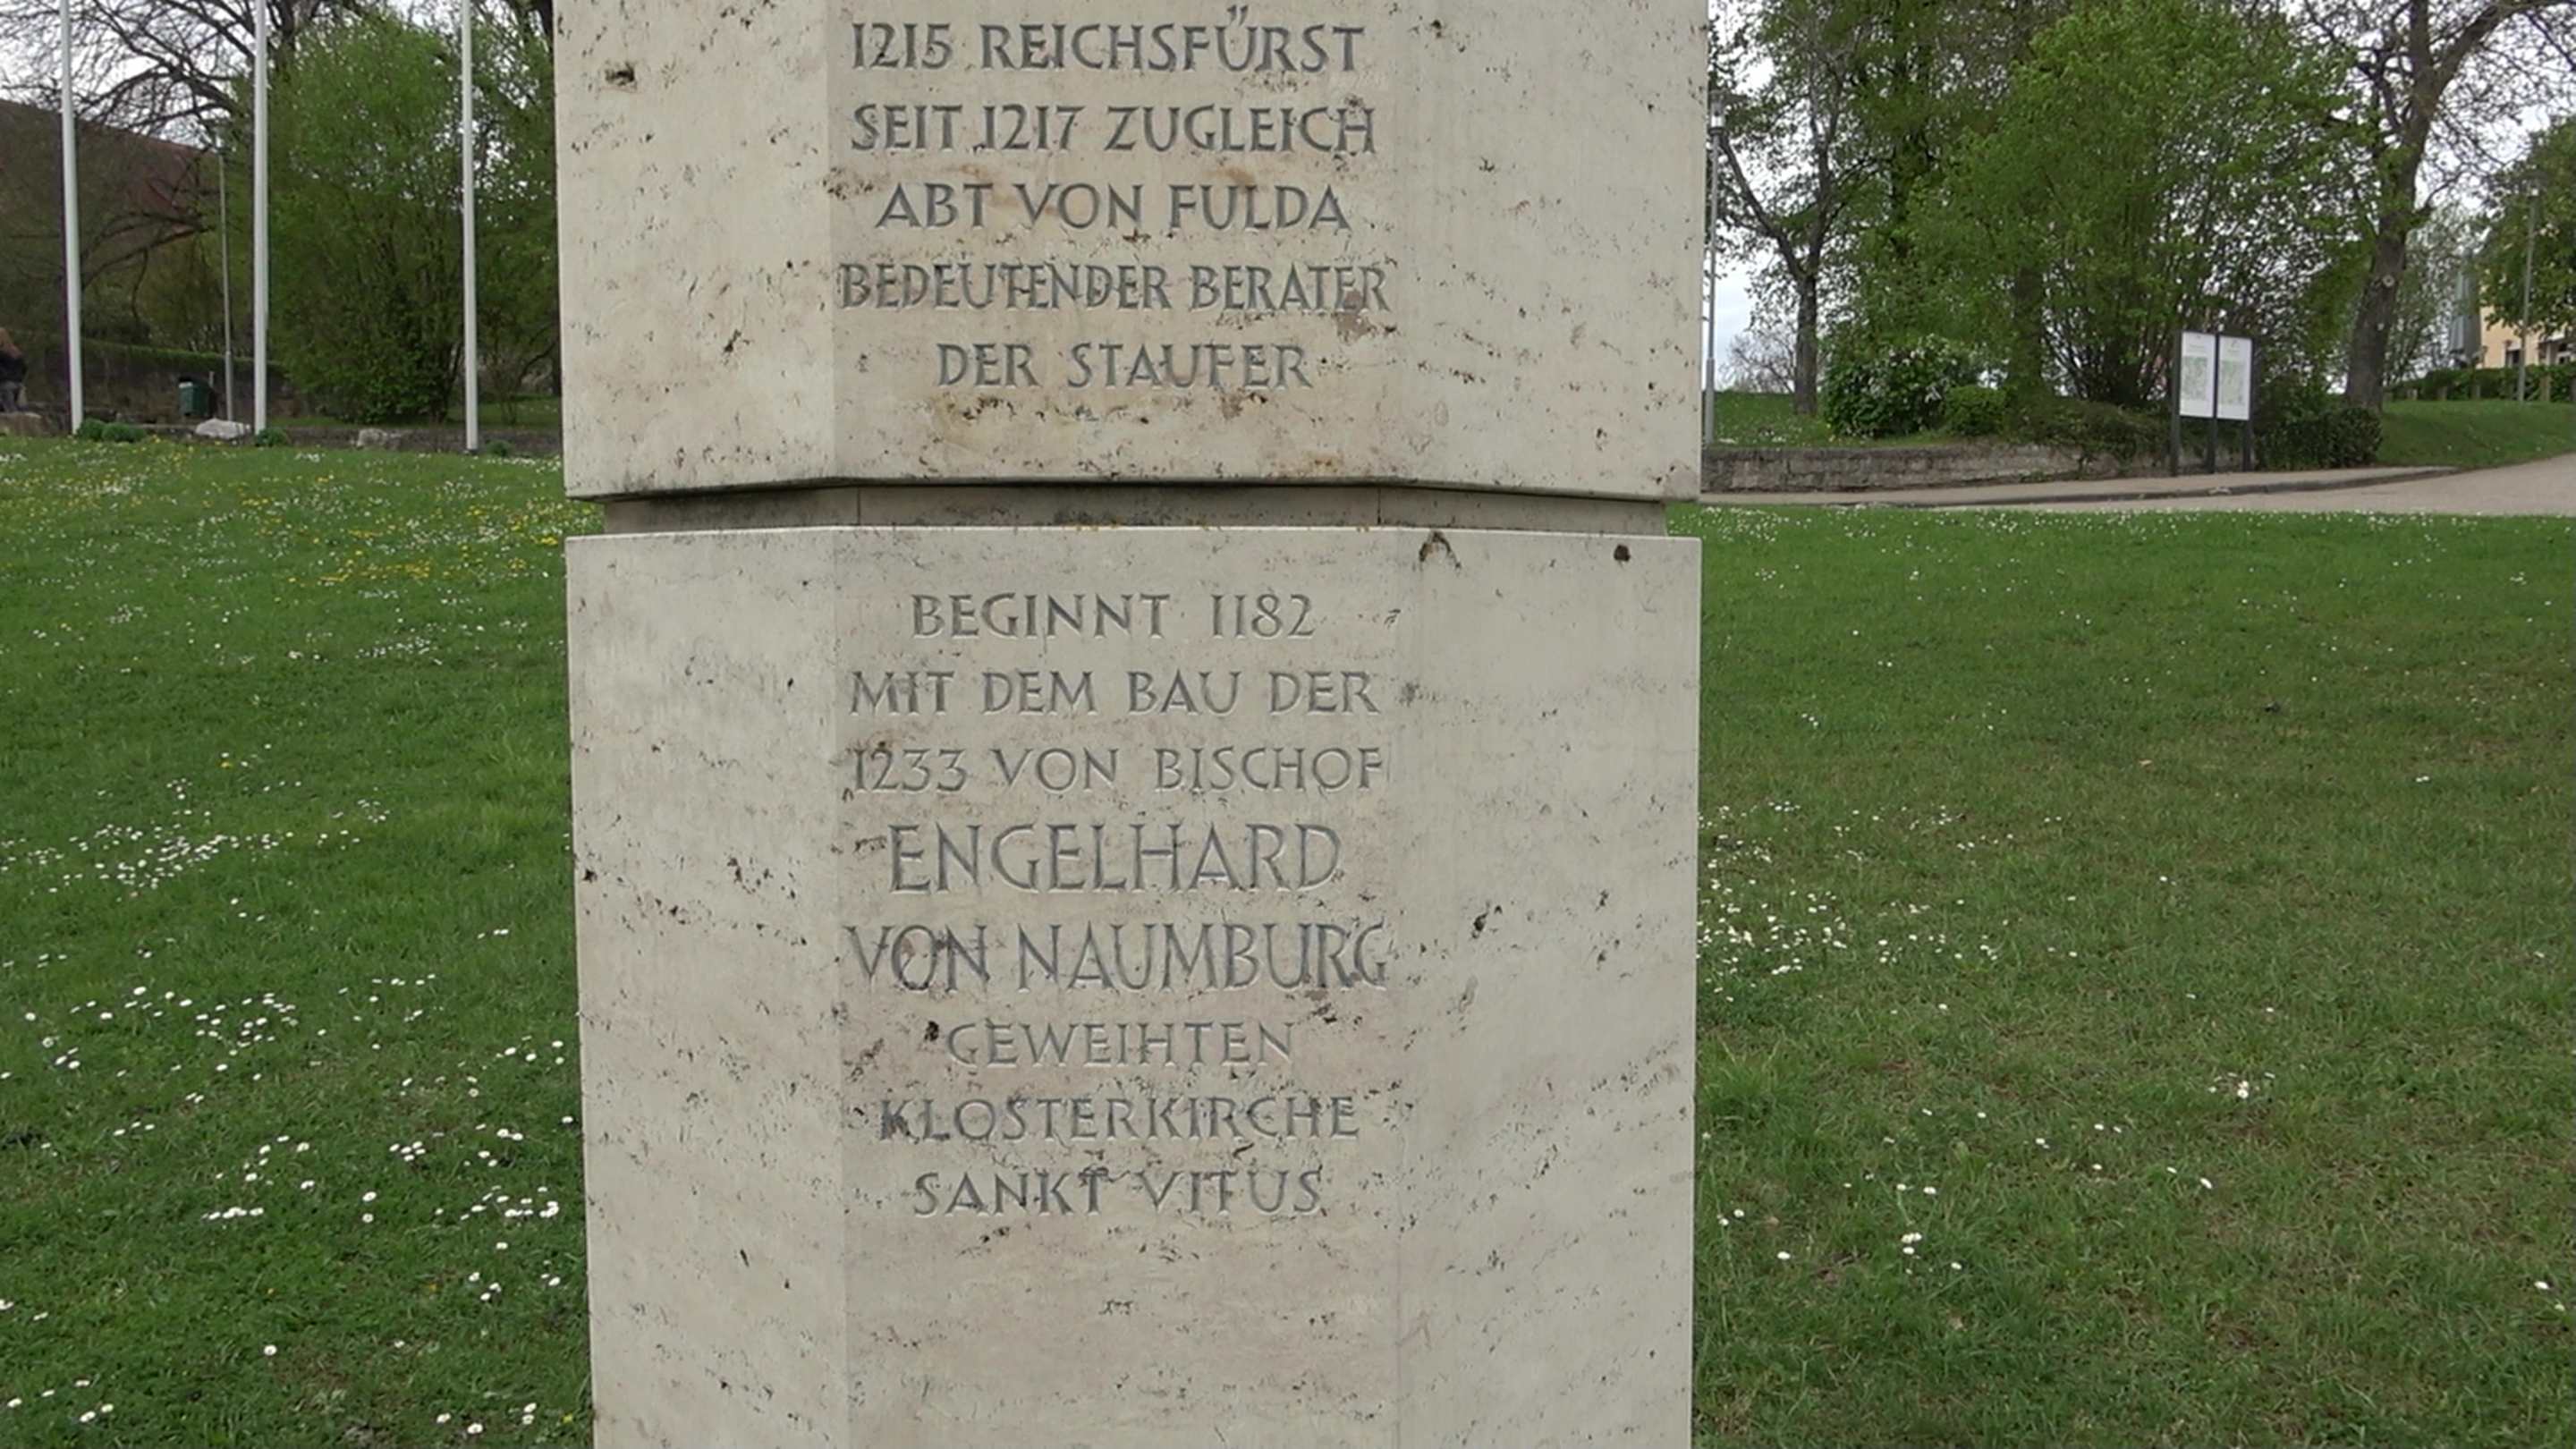 1215 REICHSFÜRST
SEIT 1217 ZUGLEICH
ABT VON FULDA
BEDEUTENDER BERATER
DER STAUFER
BEGINNT 1182
MIT DEM BAU DER
1233 VON BISCHOF
ENGELHARD
VON NAUMBURG
GEWEIHTEN
KLOSTERKIRCHE
SANKT VITUS